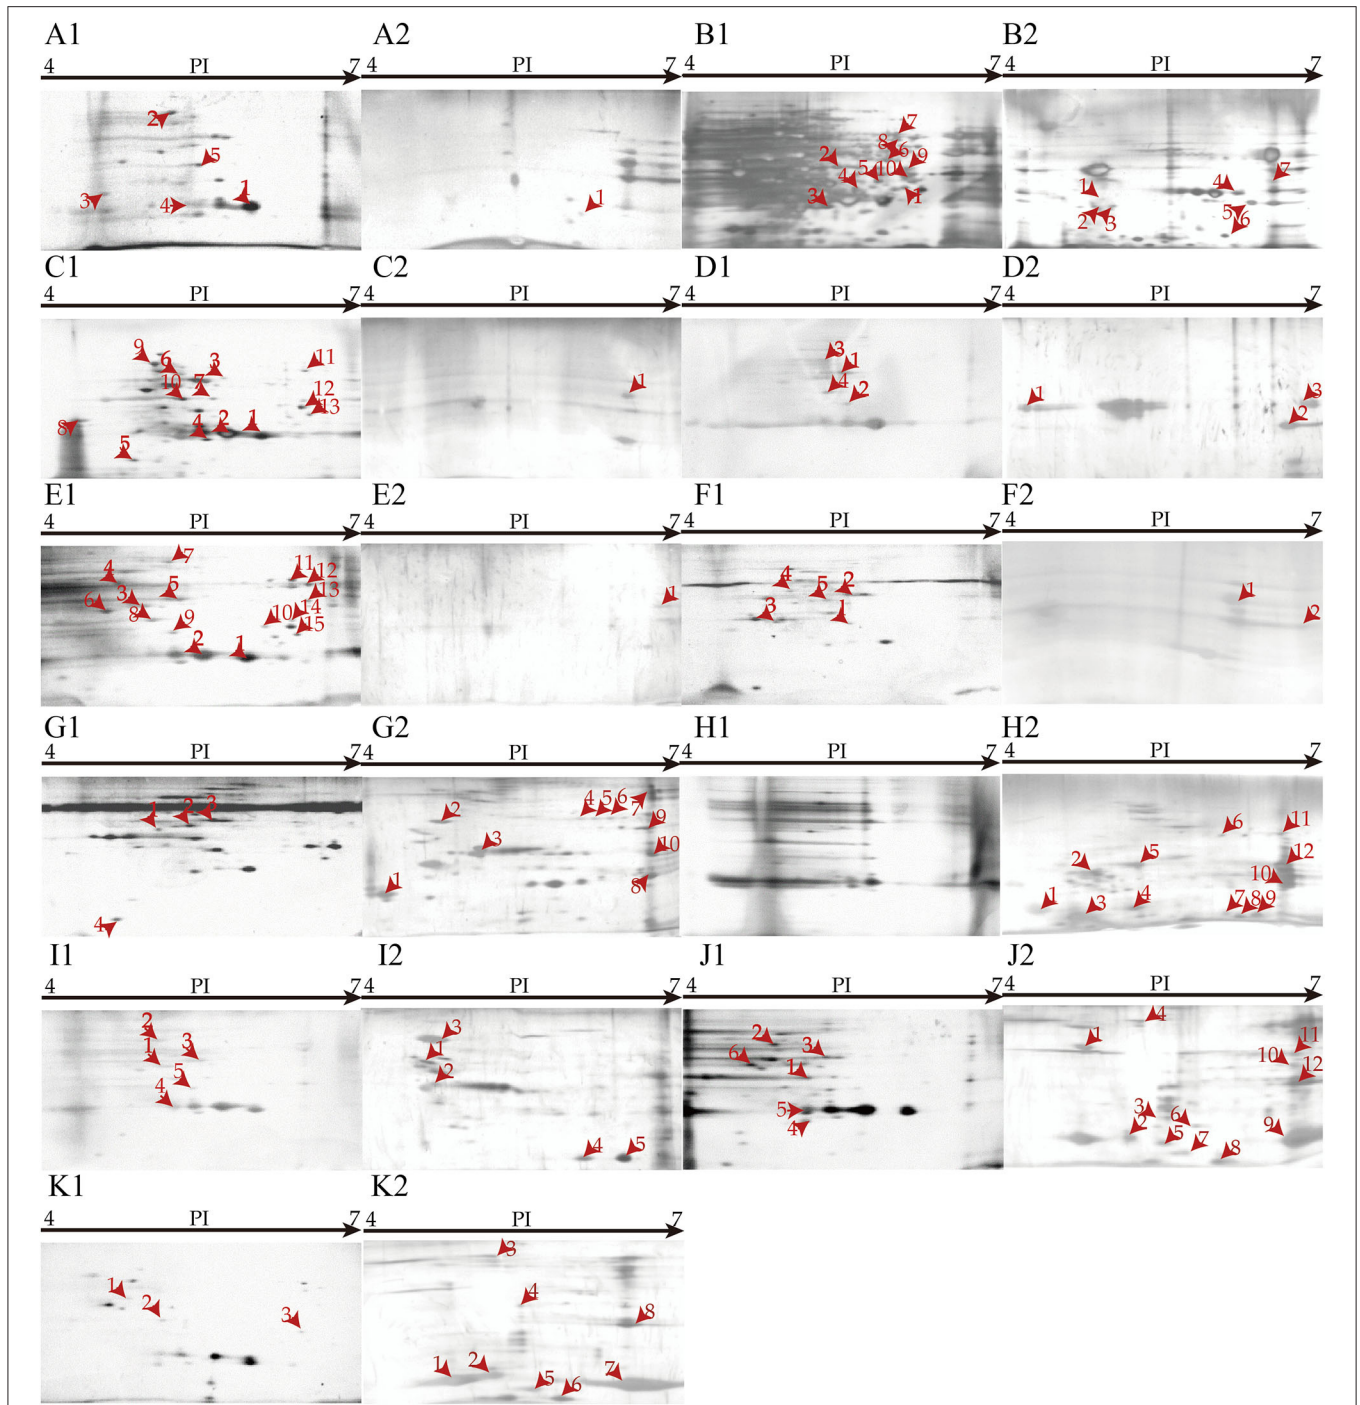 A1 A2 B1 B2
4 PI 7 4 PI 7 4 PI 7 4 PI 7
2 5 3 4 1
1
7 8 6 9 2 5 10 4 3 1
1 4 7 2 3 5 6
C1 C2 D1 D2
4 PI 7 4 PI 7 4 PI 7 4 PI 7
9 6 3 11 10 7 12 13 8 4 2 1 5
1
3 1 4 2
1 3 2
E1 E2 F1 F2
4 PI 7 4 PI 7 4 PI 7 4 PI 7
7 4 11 12 3 5 13 6 8 9 10 14 15 2 1
1
4 5 2 3 1
1 2
G1 G2 H1 H2
4 PI 7 4 PI 7 4 PI 7 4 PI 7
1 2 3 4
2 4 5 6 7 9 3 10 1 8
6 11 2 5 12 10 1 3 4 7 8 9
I1 I2 J1 J2
4 PI 7 4 PI 7 4 PI 7 4 PI 7
2 1 3 5 4
3 1 2 4 5
2 3 6 1 5 4
4 1 11 10 12 3 6 2 5 7 9 8
K1 K2
4 PI 7 4 PI 7
1 2 3
3 4 8 1 2 7 5 6